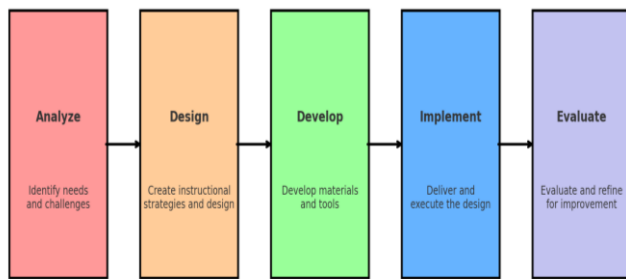 Analyze
Identify needs
and challenges
Design
Create instructional
strategies and design
Develop
Develop materials
and tools
Implement
Deliver and
execute the design
Evaluate
Evaluate and refine
for improvement